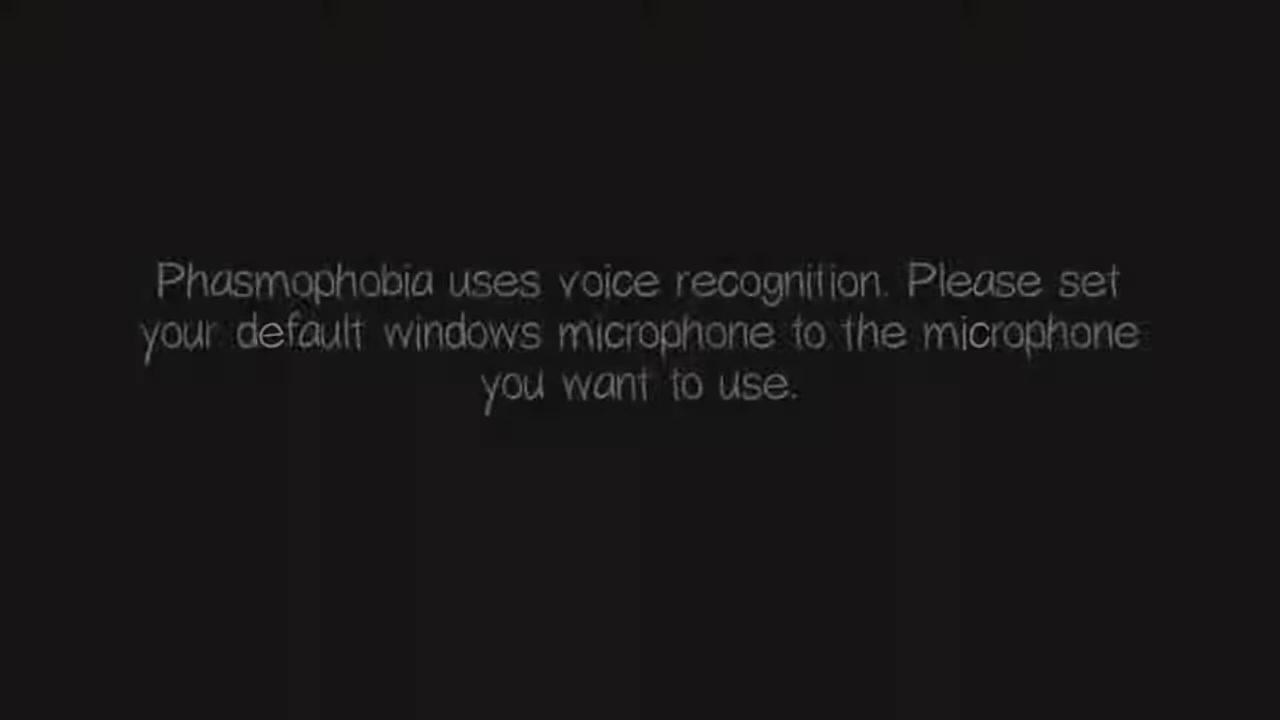 Phasmophobia uses voice recognition. Please set
your default windows microphone to the microphone
you want to use.